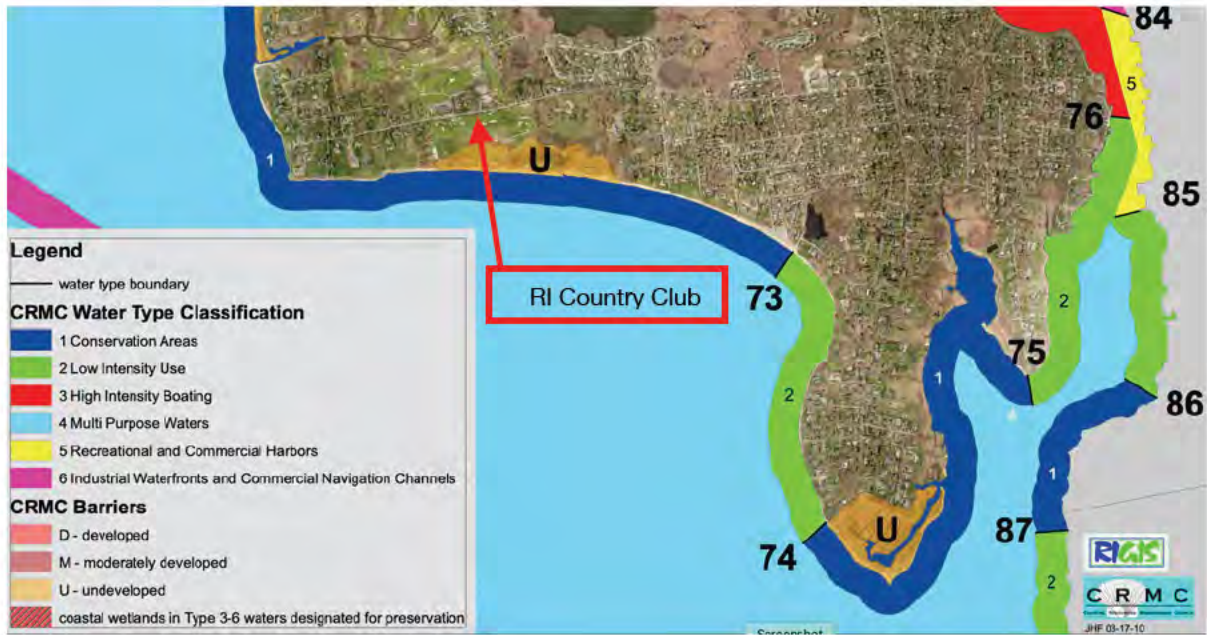 84
5
76
1
U
85
Legend
water type boundary
RI Country Club
73
CRMC Water Type Classification
1 Conservation Areas
2 Low Intensity Use
3 High Intensity Boating
4 Multi Purpose Waters
5 Recreational and Commercial Harbors
6 Industrial Waterfronts and Commercial Navigation Channels
CRMC Barriers
D - developed
M - moderately developed
U - undeveloped
coastal wetlands in Type 3-6 waters designated for preservation
2
75
1
2
86
1
74
U
87
2
RIGIS
C R M C
JHF 03-17-10
Screenshot